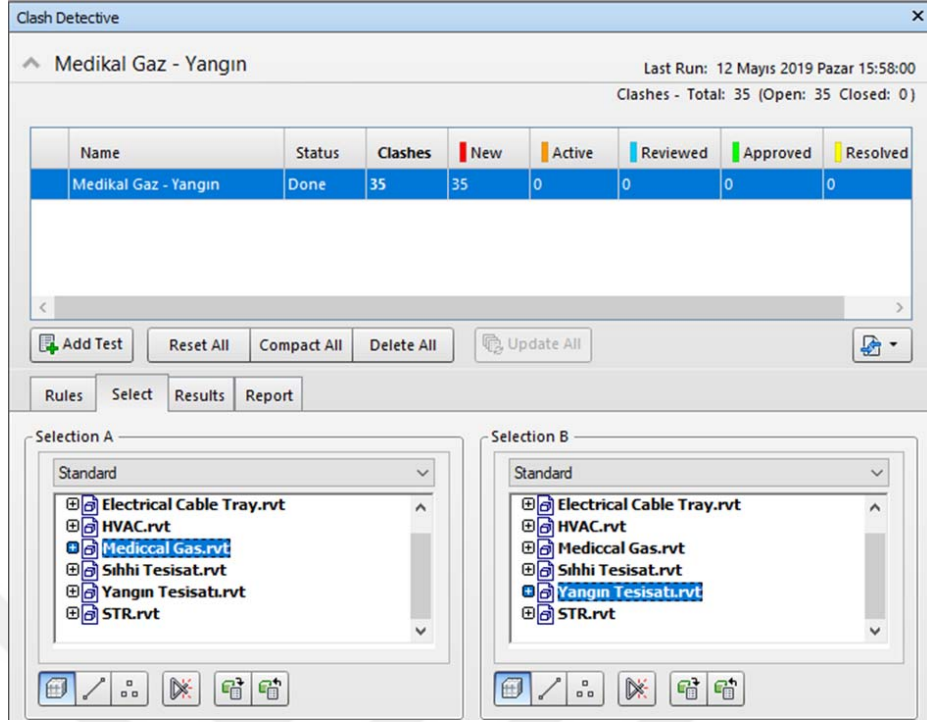 Clash Detective
Medikal Gaz - Yangın
Last Run: 12 Mayıs 2019 Pazar 15:58:00
Clashes - Total: 35 (Open: 35 Closed: 0)
Name Status Clashes New Active Reviewed Approved Resolved
Medikal Gaz - Yangın Done 35 35 0 0 0 0
Add Test Reset All Compact All Delete All Update All
Rules Select Results Report
Selection A Selection B
Standard Standard
Electrical Cable Tray.rvt Electrical Cable Tray.rvt
HVAC.rvt HVAC.rvt
Mediccal Gas.rvt Mediccal Gas.rvt
Sıhhi Tesisat.rvt Sıhhi Tesisat.rvt
Yangın Tesisatı.rvt Yangın Tesisatı.rvt
STR.rvt STR.rvt